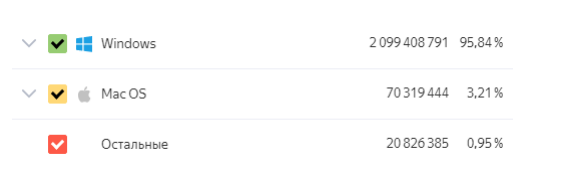 Windows 2 099 408 791 95,84 %
Mac OS 70 319 444 3,21 %
Остальные 20 826 385 0,95 %